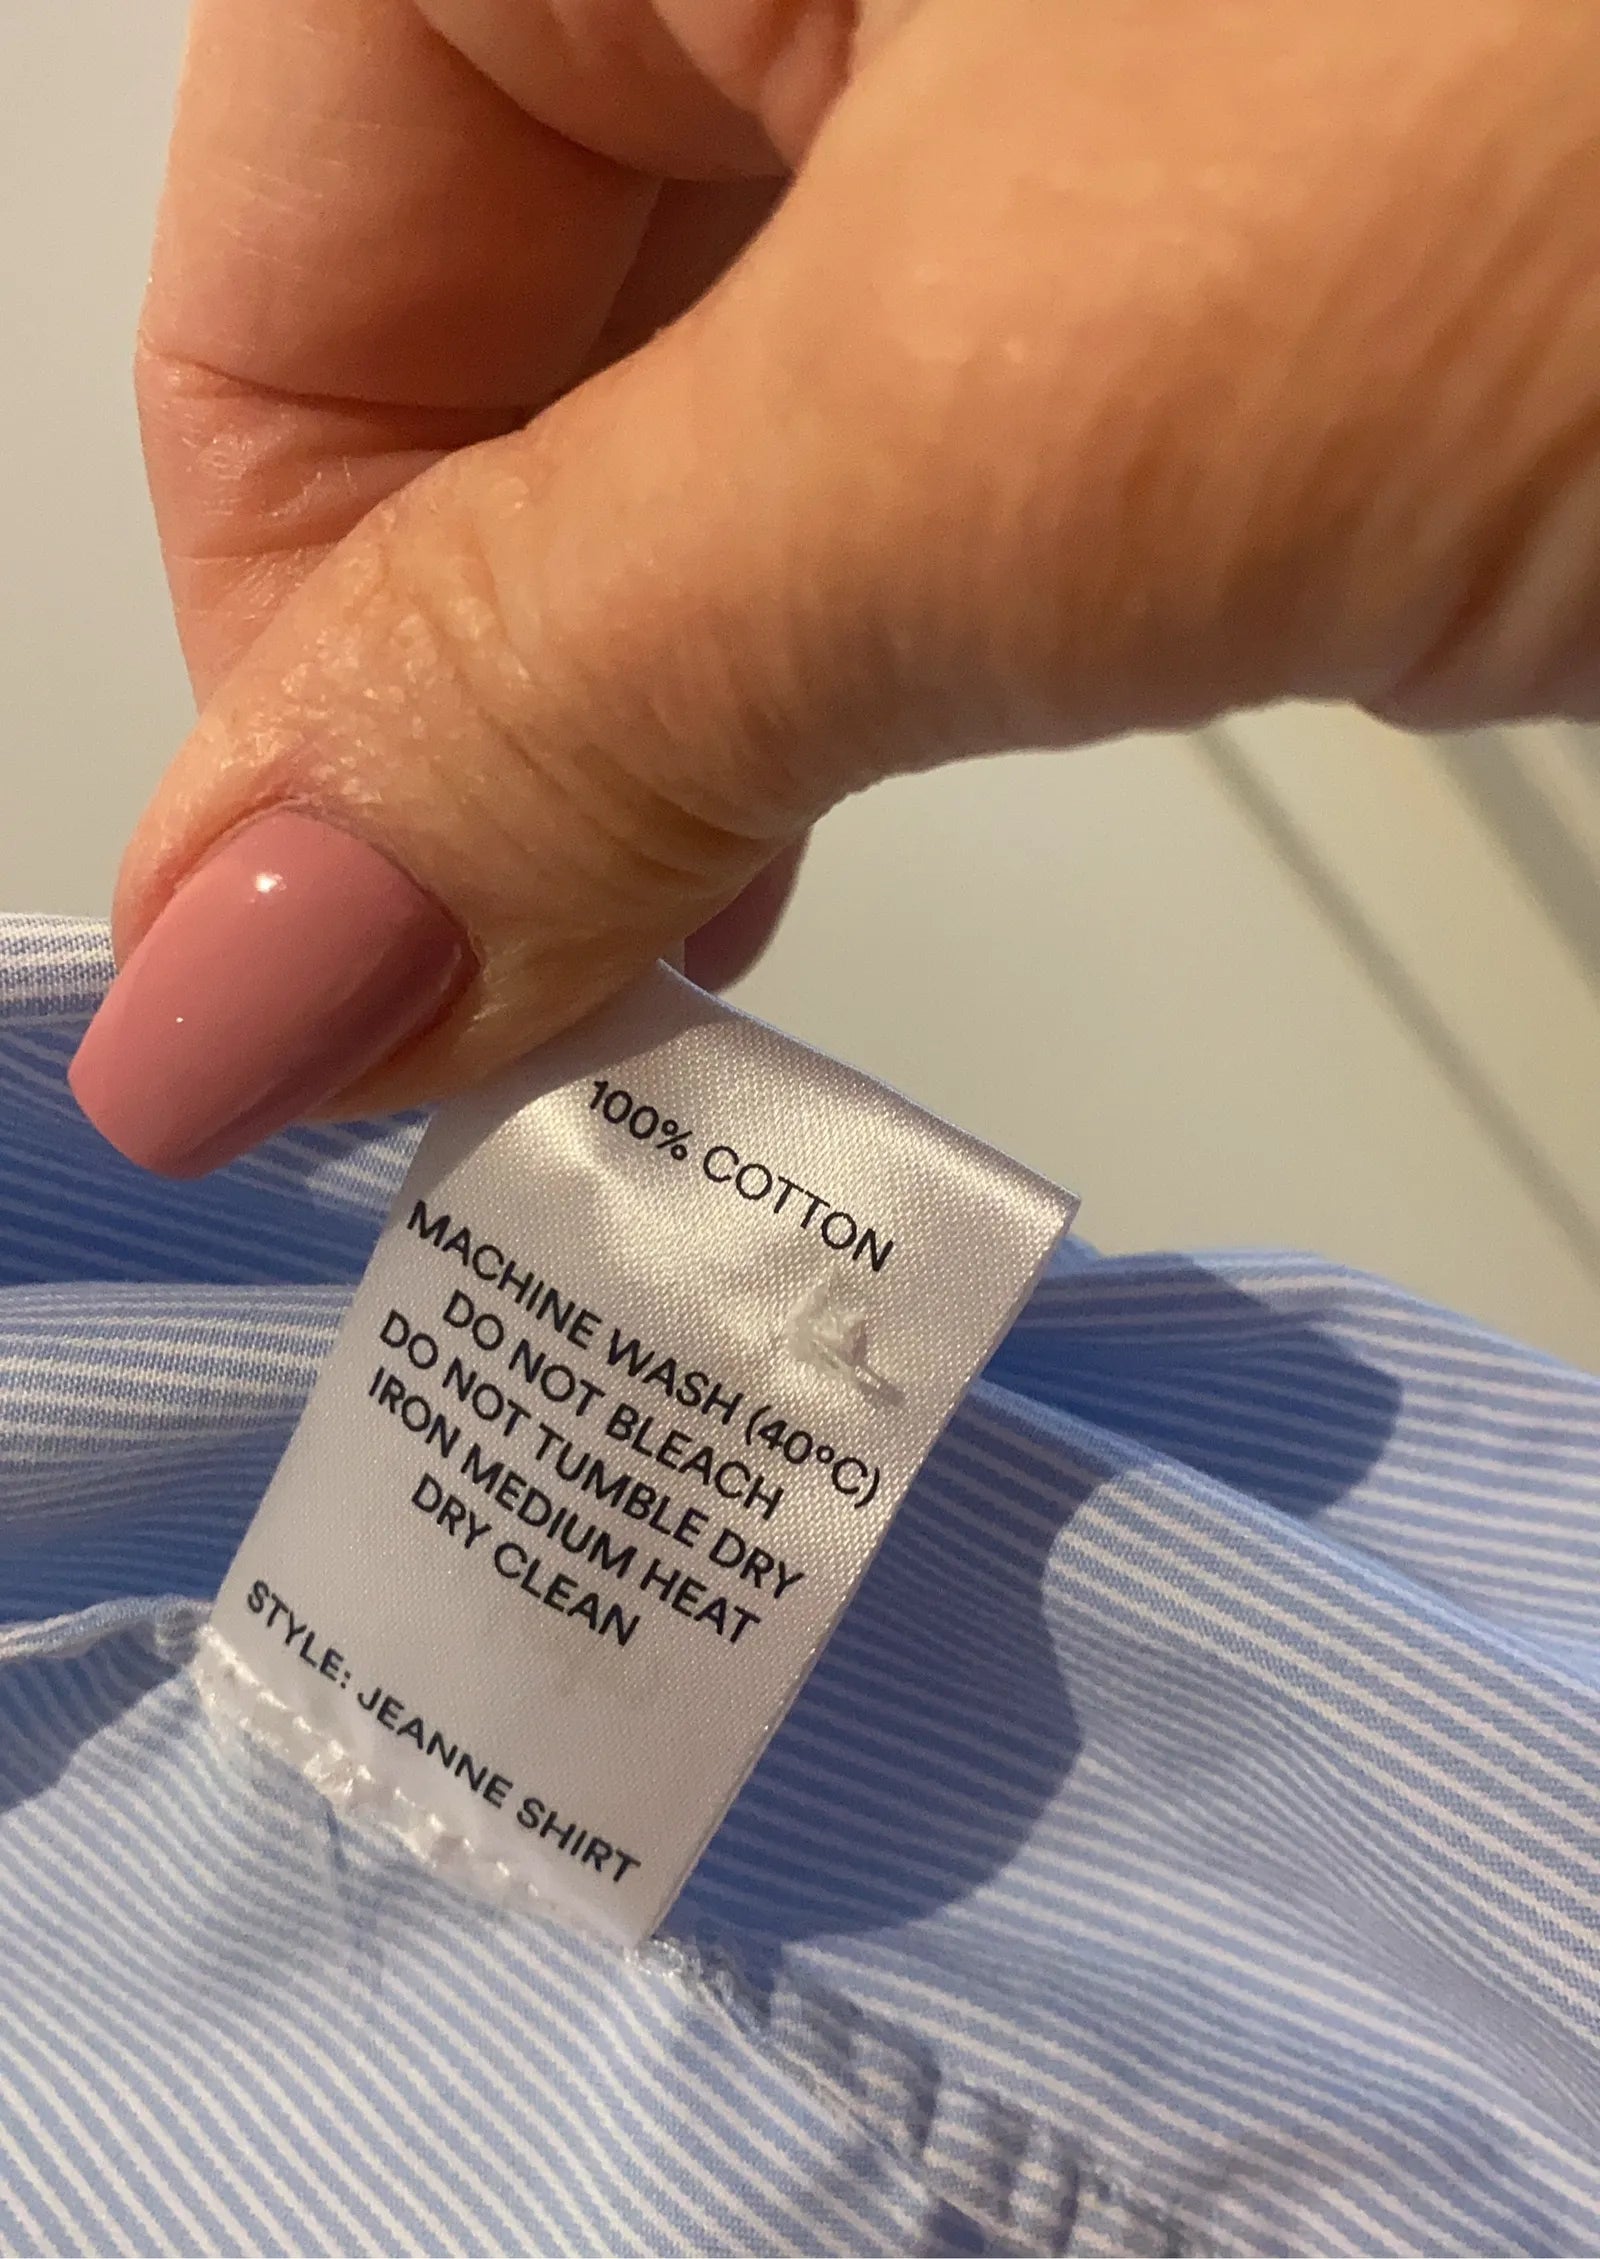 100% COTTON
MACHINE WASH (40°C)
DO NOT BLEACH
DO NOT TUMBLE DRY
IRON MEDIUM HEAT
DRY CLEAN
STYLE: JEANNE SHIRT